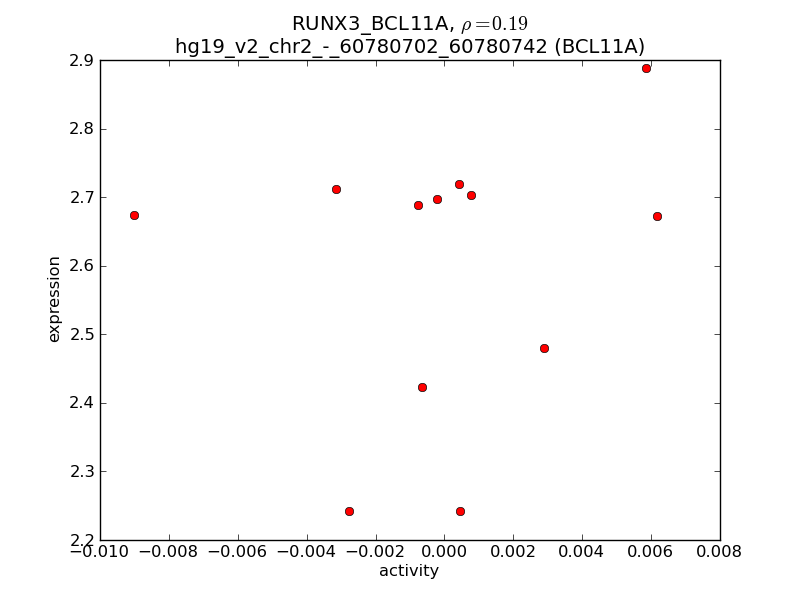 RUNX3_BCL11A, ρ=0.19
hg19_v2_chr2_-_60780702_60780742 (BCL11A)
2.9
2.8
2.7
2.6
2.5
2.4
2.3
2.2
expression
−0.010 −0.008 −0.006 −0.004 −0.002 0.000 0.002 0.004 0.006 0.008
activity